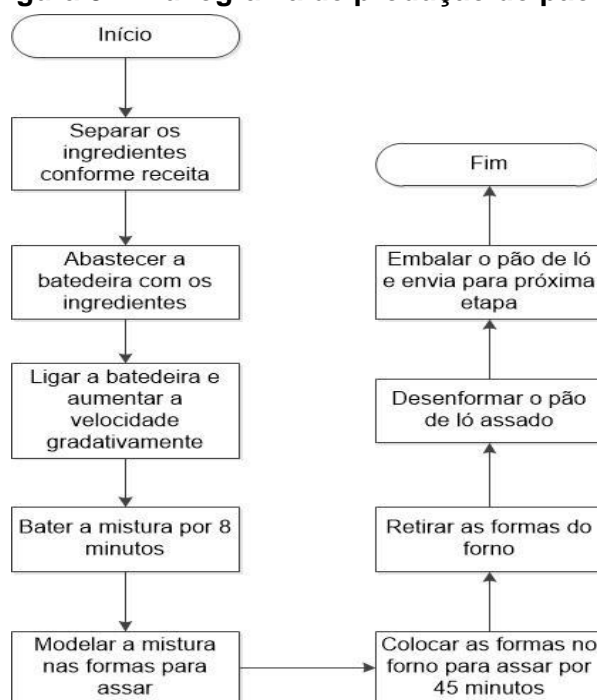 Início
Separar os
ingredientes
conforme receita
Abastecer a
batedeira com os
ingredientes
Ligar a batedeira e
aumentar a
velocidade
gradativamente
Bater a mistura por 8
minutos
Modelar a mistura
nas formas para
assar
Colocar as formas no
forno para assar por
45 minutos
Retirar as formas do
forno
Desenformar o pão
de ló assado
Embalar o pão de ló
e envia para próxima
etapa
Fim